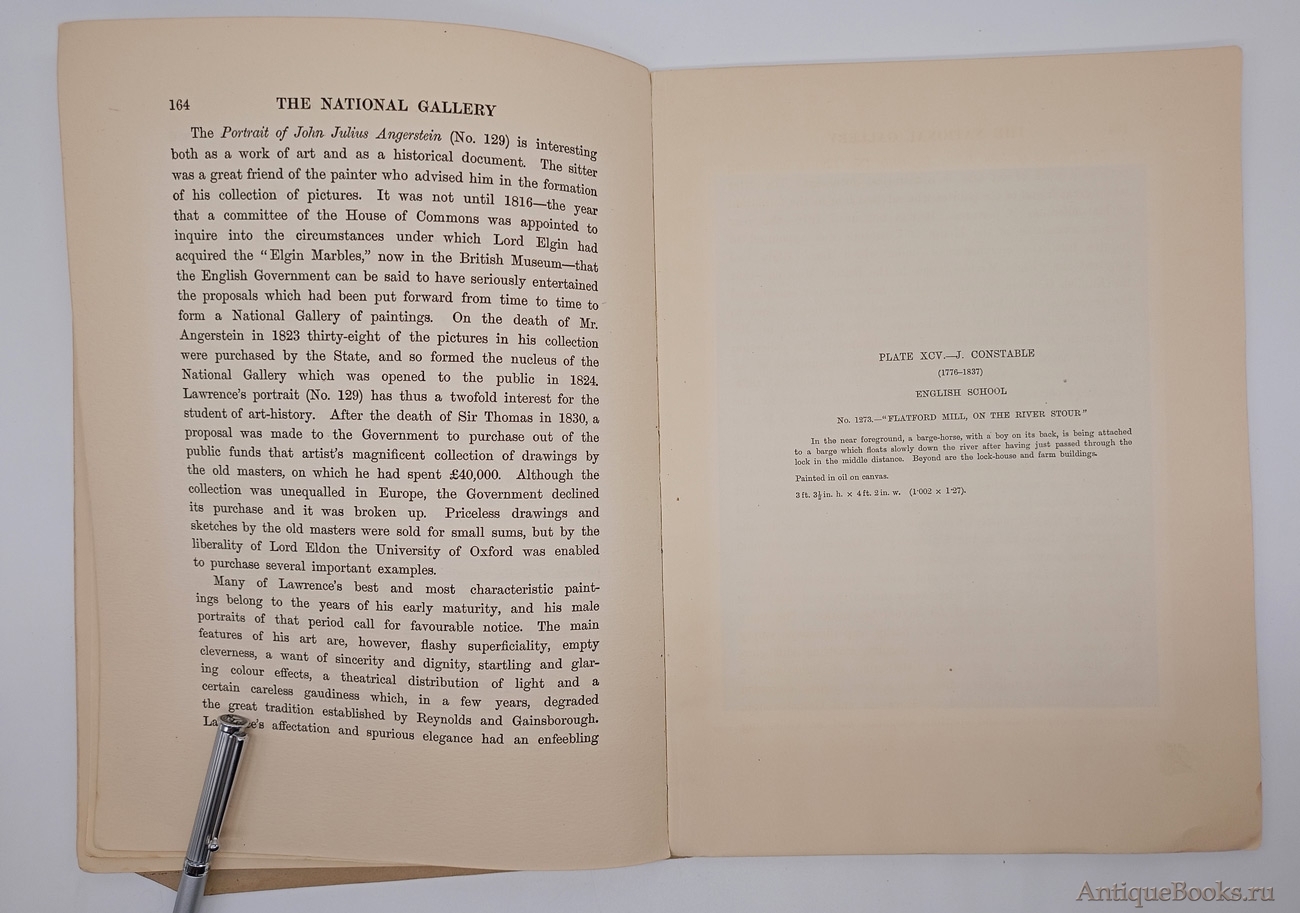 164 THE NATIONAL GALLERY
The Portrait of John Julius Angerstein (No. 129) is interesting
both as a work of art and as a historical document. The sitter
was a great friend of the painter who advised him in the formation
of his collection of pictures. It was not until 1816—the year
that a committee of the House of Commons was appointed to
inquire into the circumstances under which Lord Elgin had
acquired the "Elgin Marbles," now in the British Museum—that
the English Government can be said to have seriously entertained
the proposals which had been put forward from time to time to
form a National Gallery of paintings. On the death of Mr.
Angerstein in 1823 thirty-eight of the pictures in his collection
were purchased by the State, and so formed the nucleus of the
National Gallery which was opened to the public in 1824.
Lawrence's portrait (No. 129) has thus a twofold interest for the
student of art-history. After the death of Sir Thomas in 1830, a
proposal was made to the Government to purchase out of the
public funds that artist's magnificent collection of drawings by
the old masters, on which he had spent £40,000. Although the
collection was unequalled in Europe, the Government declined
its purchase and it was broken up. Priceless drawings and
sketches by the old masters were sold for small sums, but by the
liberality of Lord Eldon the University of Oxford was enabled
to purchase several important examples.
Many of Lawrence's best and most characteristic paint-
ings belong to the years of his early maturity, and his male
portraits of that period call for favourable notice. The main
features of his art are, however, flashy superficiality, empty
cleverness, a want of sincerity and dignity, startling and glar-
ing colour effects, a theatrical distribution of light and a
certain careless gaudiness which, in a few years, degraded
the great tradition established by Reynolds and Gainsborough.
affectation and spurious elegance had an enfeebling
PLATE XCV.—J. CONSTABLE
(1776–1837)
ENGLISH SCHOOL
No. 1273.—"FLATFORD MILL, ON THE RIVER STOUR"
In the near foreground, a barge-horse, with a boy on its back, is being attached
to a barge which floats slowly down the river after having just passed through the
lock in the middle distance. Beyond are the lock-house and farm buildings.
Painted in oil on canvas.
3 ft. 3½ in. h. × 4 ft. 2 in. w. (1·002 × 1·27).
AntiqueBooks.ru